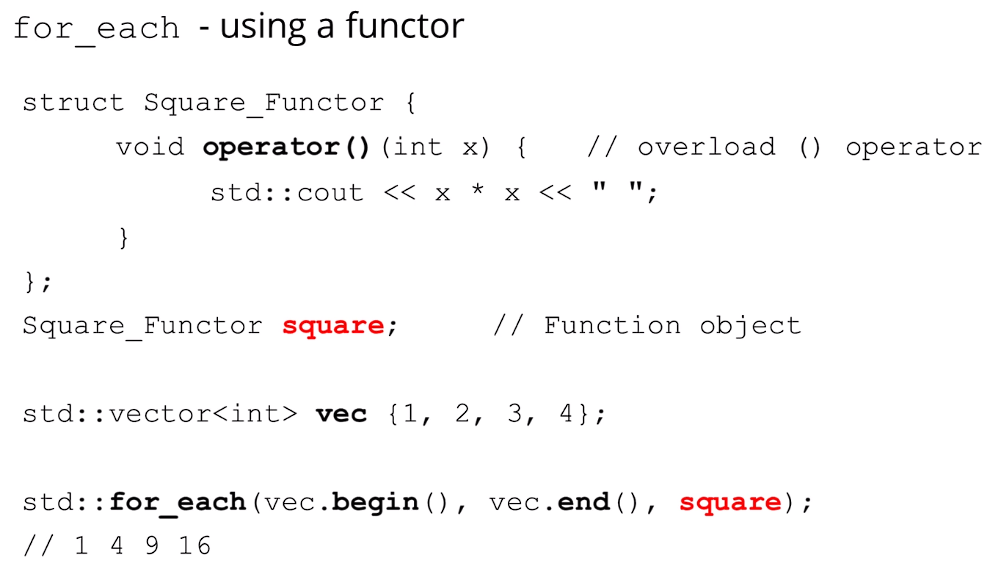 for_each - using a functor
struct Square_Functor {
void operator()(int x) { // overload () operator
std::cout << x * x << " ";
}
};
Square_Functor square; // Function object
std::vector<int> vec {1, 2, 3, 4};
std::for_each(vec.begin(), vec.end(), square);
// 1 4 9 16